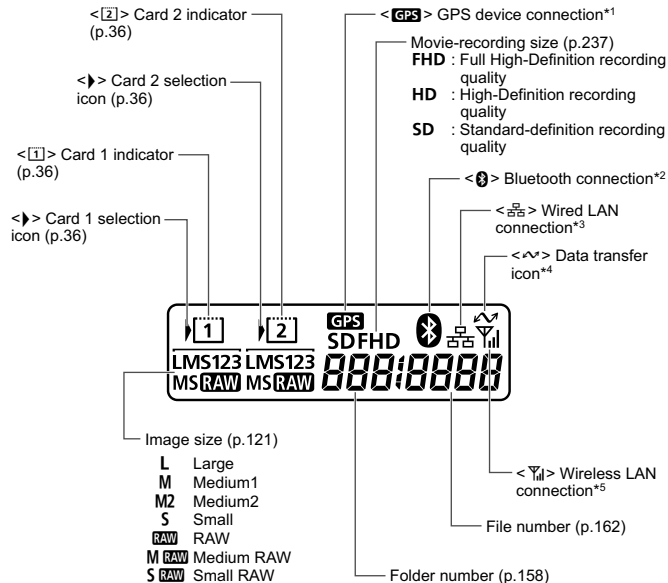 <2> Card 2 indicator
(p.36)
<GPS> GPS device connection*1
Movie-recording size (p.237)
FHD : Full High-Definition recording
quality
HD : High-Definition recording
quality
SD : Standard-definition recording
quality
<> Card 2 selection
icon (p.36)
<1> Card 1 indicator
(p.36)
<> Bluetooth connection*2
<> Card 1 selection
icon (p.36)
<> Wired LAN
connection*3
<> Data transfer
icon*4
1 2 GPS
SDFHD
LMS123 LMS123
MS RAW MS RAW 888:8888
Image size (p.121)
L Large
M Medium1
M2 Medium2
S Small
RAW RAW
M RAW Medium RAW
S RAW Small RAW
<> Wireless LAN
connection*5
File number (p.162)
Folder number (p.158)